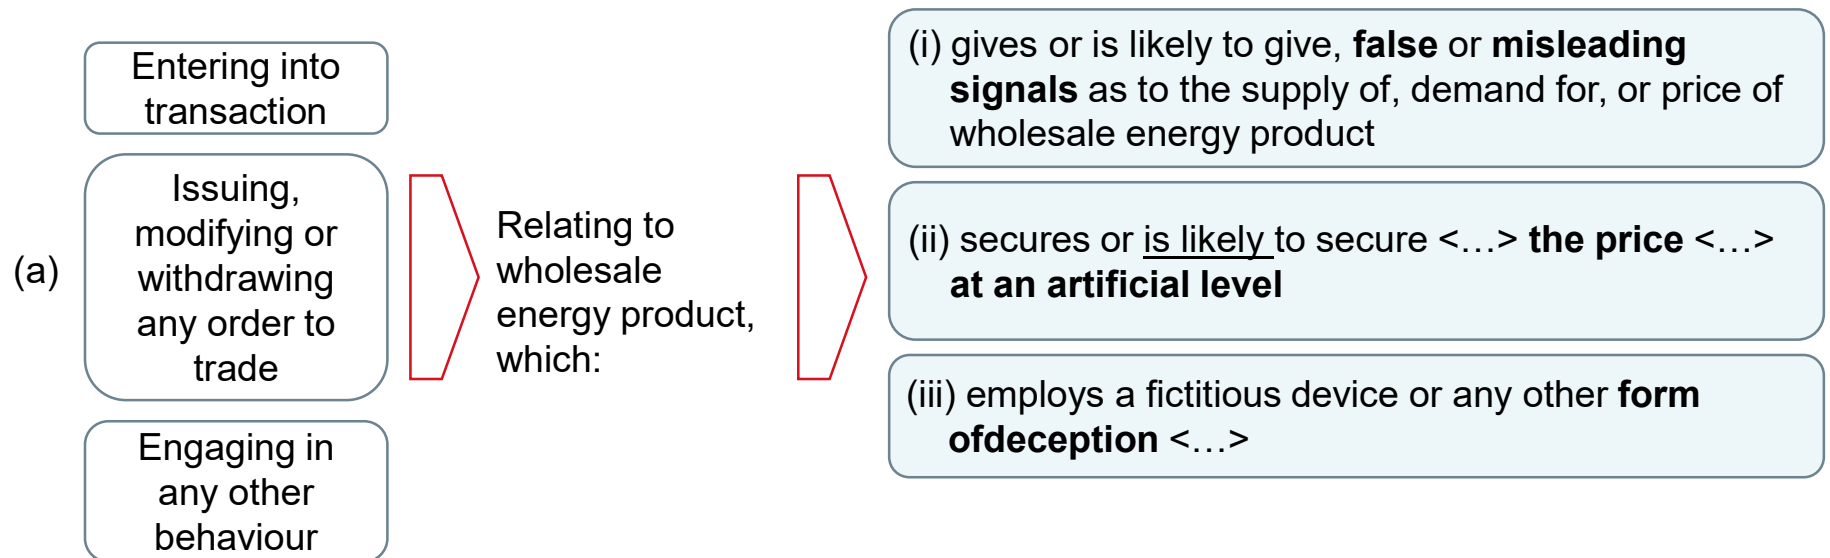 Entering into
transaction
(a)
Issuing,
modifying or
withdrawing
any order to
trade
Engaging in
any other
behaviour
Relating to
wholesale
energy product,
which:
(i) gives or is likely to give, false or misleading
signals as to the supply of, demand for, or price of
wholesale energy product
(ii) secures or is likely to secure <…> the price <…>
at an artificial level
(iii) employs a fictitious device or any other form
ofdeception <…>